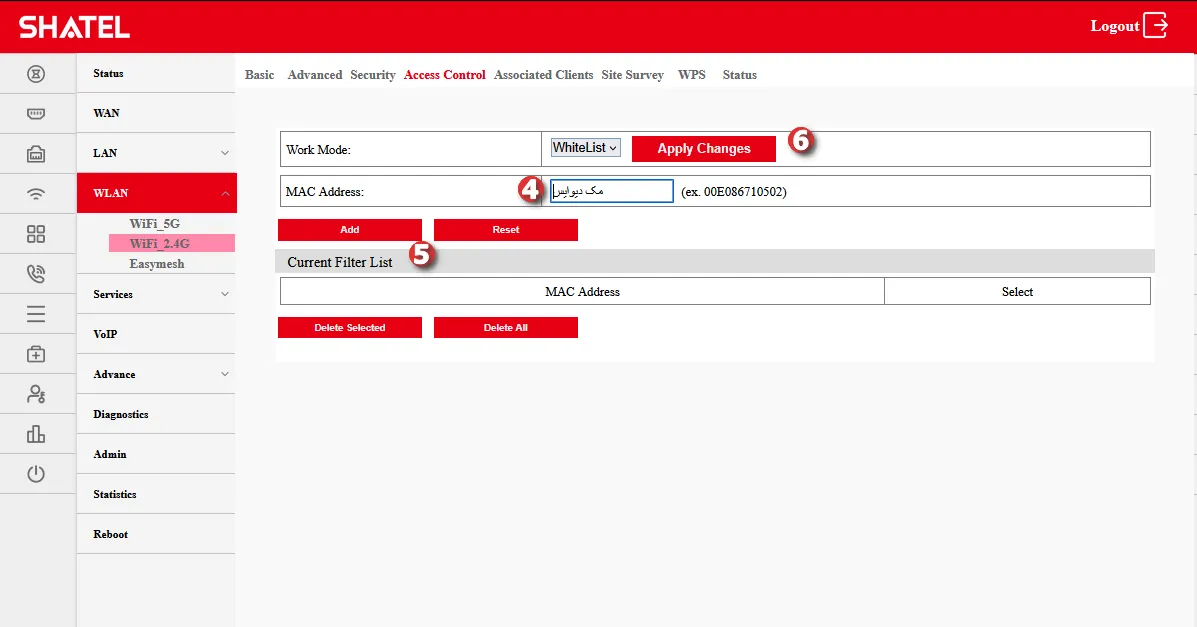 SHATEL
Logout
Status
WAN
LAN
WLAN
WiFi_5G
WiFi_2.4G
Easymesh
Services
VoIP
Advance
Diagnostics
Admin
Statistics
Reboot
Basic Advanced Security Access Control Associated Clients Site Survey WPS Status
Work Mode: WhiteList Apply Changes 6
MAC Address: 4 مک دیوایس (ex. 00E086710502)
Add Reset
5
Current Filter List
MAC Address Select
Delete Selected Delete All